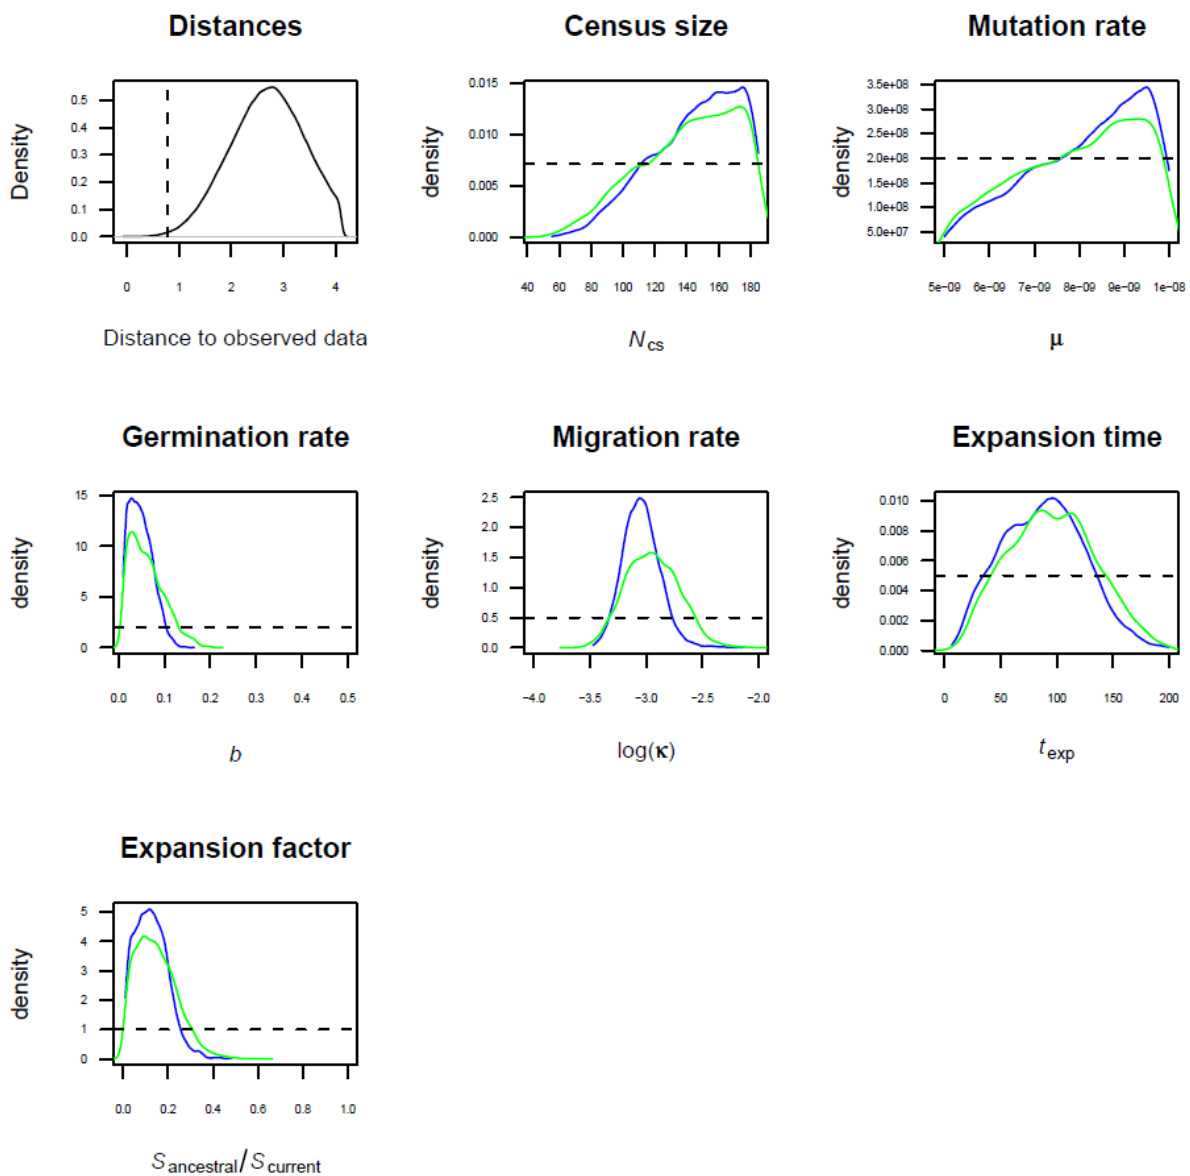 Distances
Census size
Mutation rate
Density
0.5
0.4
0.3
0.2
0.1
0.0
0 1 2 3 4
Distance to observed data
density
0.015
0.010
0.005
0.000
40 60 80 100 120 140 160 180
N cs
density
3.5e+08
3.0e+08
2.5e+08
2.0e+08
1.5e+08
1.0e+08
5.0e+07
5e−09 6e−09 7e−09 8e−09 9e−09 1e−08
μ
Germination rate
Migration rate
Expansion time
density
15
10
5
0
0.0 0.1 0.2 0.3 0.4 0.5
b
density
2.5
2.0
1.5
1.0
0.5
0.0
−4.0 −3.5 −3.0 −2.5 −2.0
log(κ)
density
0.010
0.008
0.006
0.004
0.002
0.000
0 50 100 150 200
t exp
Expansion factor
density
5
4
3
2
1
0
0.0 0.2 0.4 0.6 0.8 1.0
S ancestral/S current